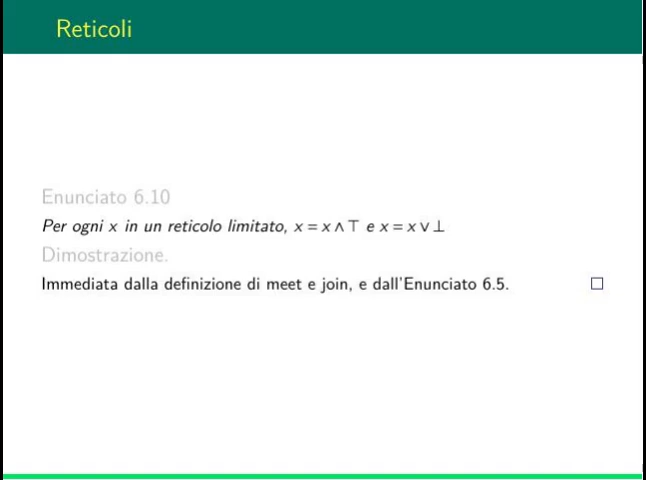 Reticoli
Enunciato 6.10
Per ogni x in un reticolo limitato, x = x ∧ ⊤ e x = x ∨ ⊥
Dimostrazione.
Immediata dalla definizione di meet e join, e dall'Enunciato 6.5. □